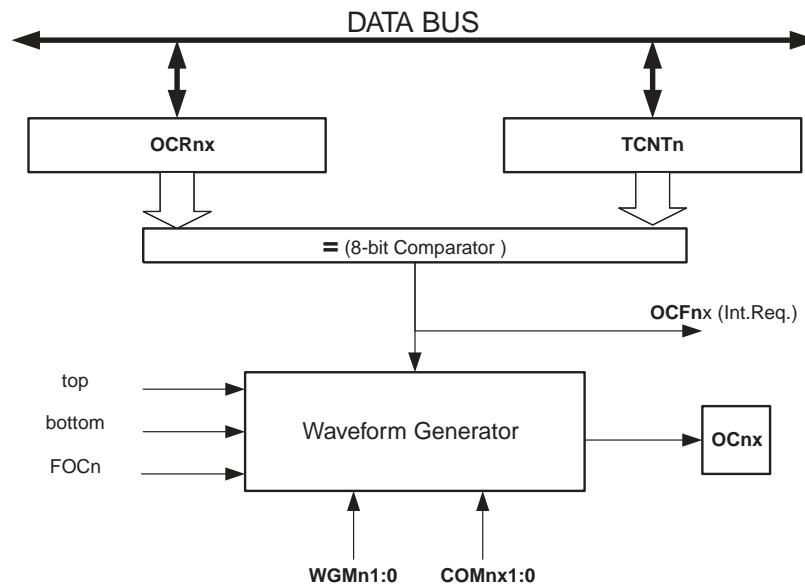 DATA BUS
OCRnx
TCNTn
= (8-bit Comparator )
OCFnx (Int.Req.)
top
bottom
FOCn
Waveform Generator
OCnx
WGMn1:0
COMnx1:0